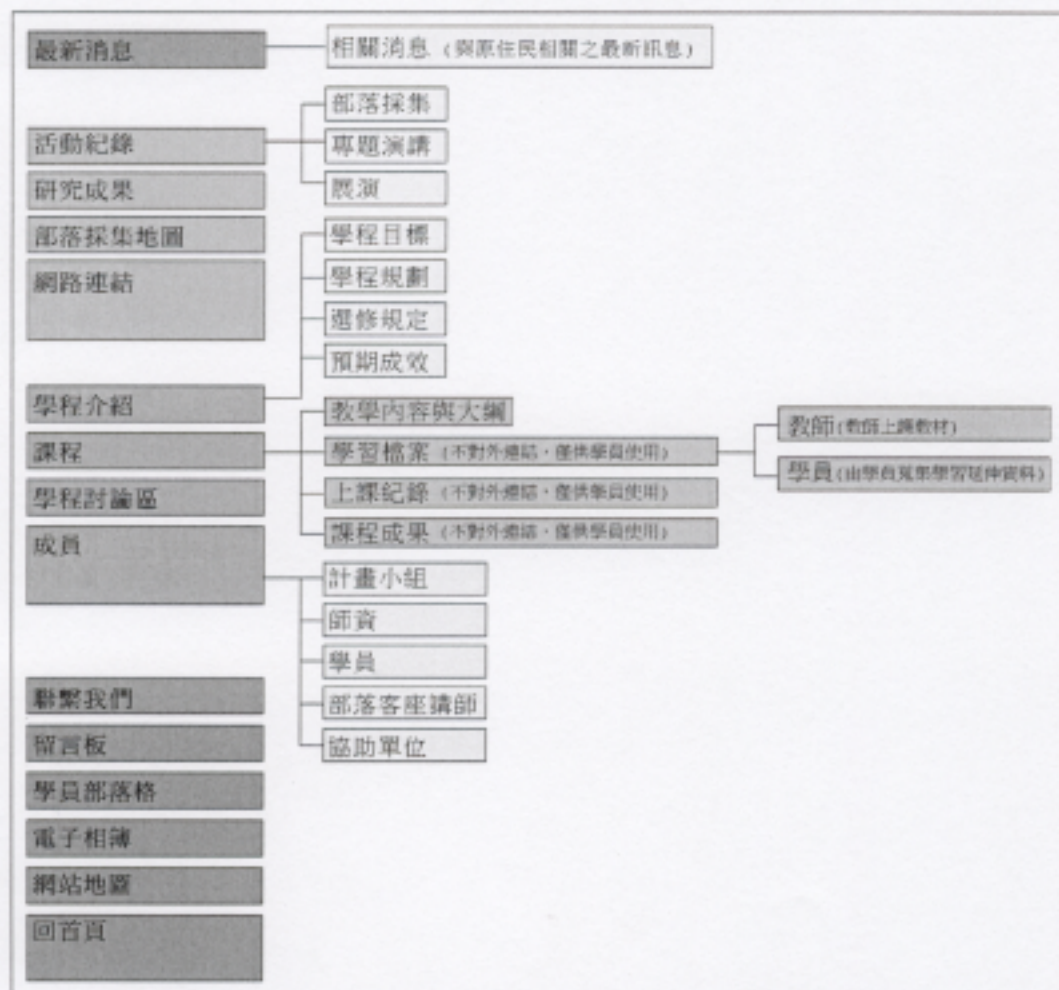 最新消息
相關消息（與原住民相關之最新訊息）
活動紀錄
部落採集
專題演講
展演
研究成果
部落採集地圖
網路連結
學程介紹
學程目標
學程規劃
選修規定
預期成效
課程
教學內容與大綱
學習檔案（不對外連結，僅供學員使用）
教師（教師上課教材）
學員（由學員蒐集學習延伸資料）
上課紀錄（不對外連結，僅供學員使用）
課程成果（不對外連結，僅供學員使用）
學程討論區
成員
計畫小組
師資
學員
部落客座講師
協助單位
聯繫我們
留言板
學員部落格
電子相簿
網站地圖
回首頁